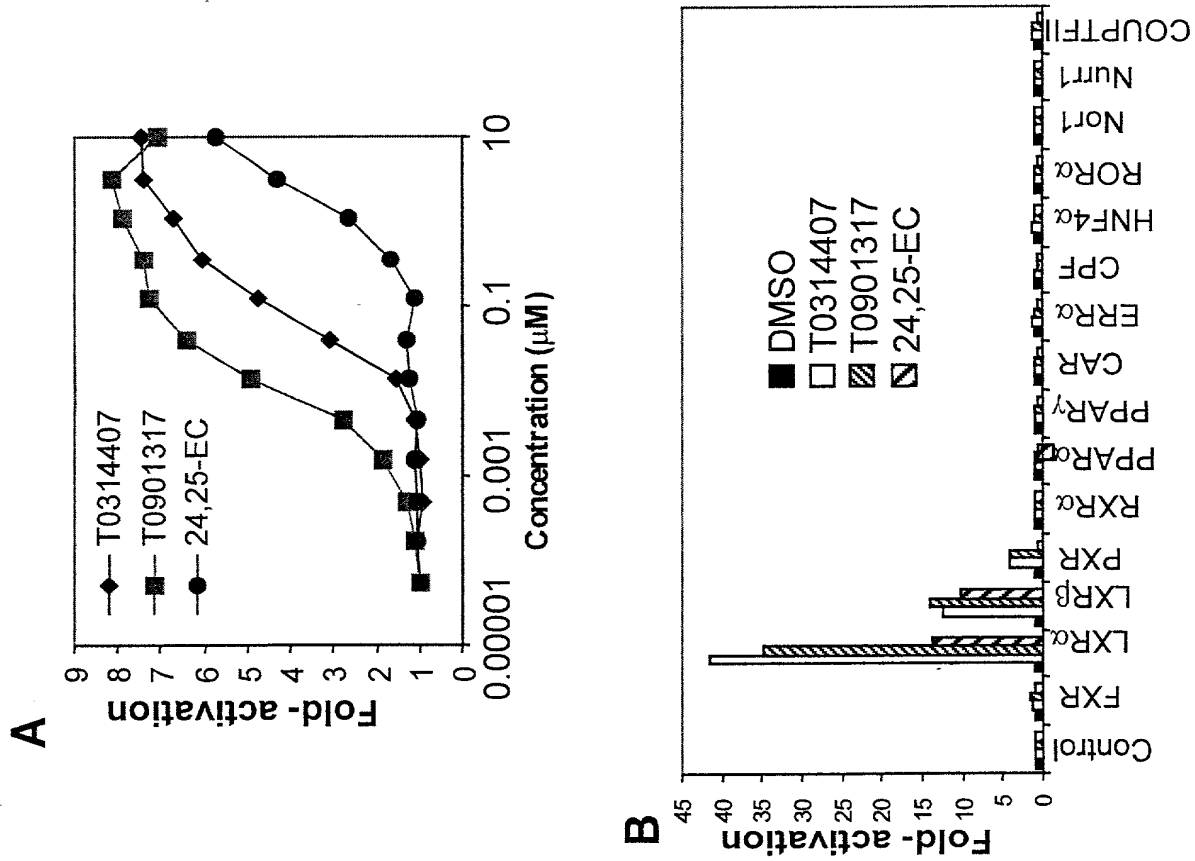 A
T0314407
T0901317
24,25-EC
9
8
7
6
5
4
3
2
1
0
Fold-activation
0.00001
0.001
0.1
10
Concentration (µM)
B
45
40
35
30
25
20
15
10
5
0
Fold-activation
DMSO
T0314407
T0901317
24,25-EC
Control
FXR
LXRα
LXRβ
PXR
RXRα
PPARα
PPARγ
CAR
ERRα
CPF
HNF4α
RORα
Nor1
Nurr1
COUPTFII